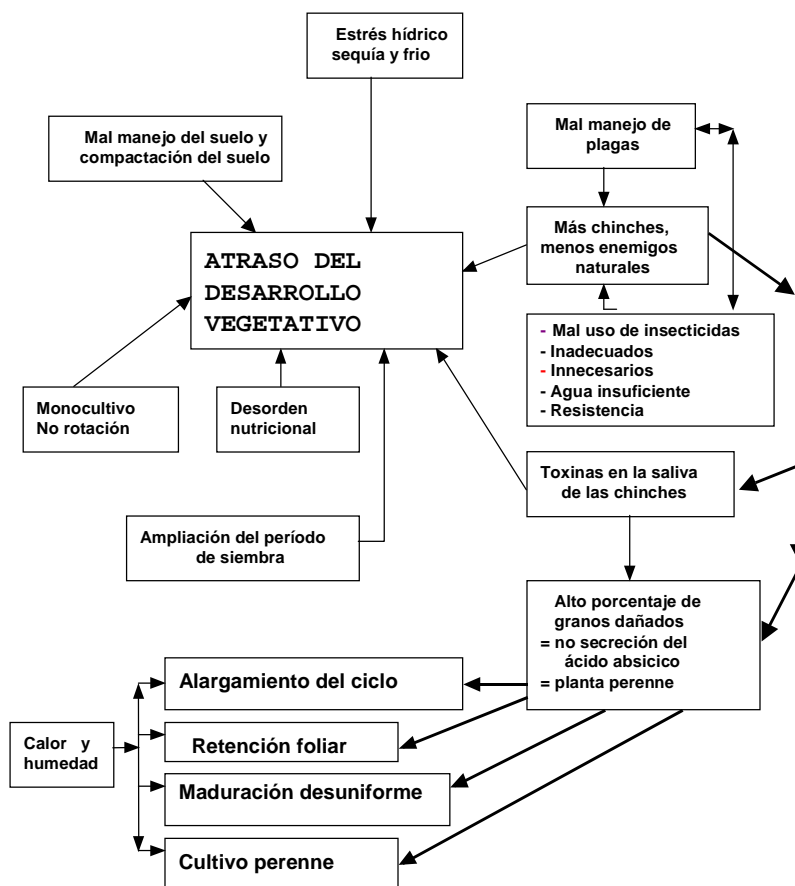 Estrés hídrico
sequía y frio
Mal manejo del suelo y
compactación del suelo
Mal manejo de
plagas
Más chinches,
menos enemigos
naturales
ATRASO DEL
DESARROLLO
VEGETATIVO
- Mal uso de insecticidas
- Inadecuados
- Innecesarios
- Agua insuficiente
- Resistencia
Monocultivo
No rotación
Desorden
nutricional
Toxinas en la saliva
de las chinches
Ampliación del período
de siembra
Alto porcentaje de
granos dañados
= no secreción del
ácido absicico
= planta perenne
Alargamiento del ciclo
Retención foliar
Calor y
humedad
Maduración desuniforme
Cultivo perenne